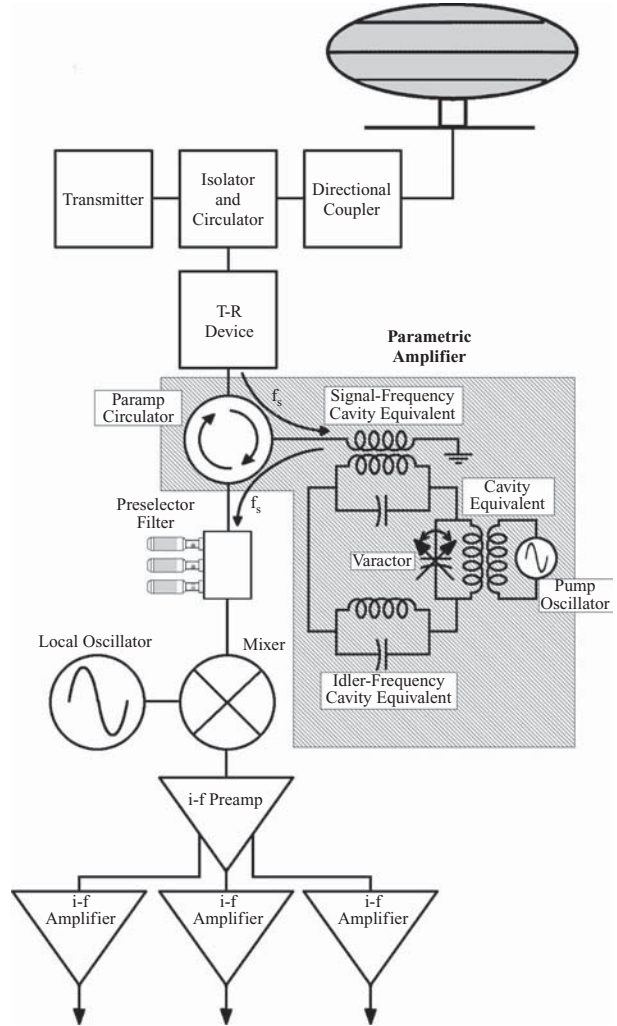 Transmitter
Isolator
and
Circulator
Directional
Coupler
T-R
Device
Parametric
Amplifier
Paramp
Circulator
fs
Signal-Frequency
Cavity Equivalent
Preselector
Filter
fs
Cavity
Equivalent
Varactor
Pump
Oscillator
Local Oscillator
Mixer
Idler-Frequency
Cavity Equivalent
i-f Preamp
i-f
Amplifier
i-f
Amplifier
i-f
Amplifier